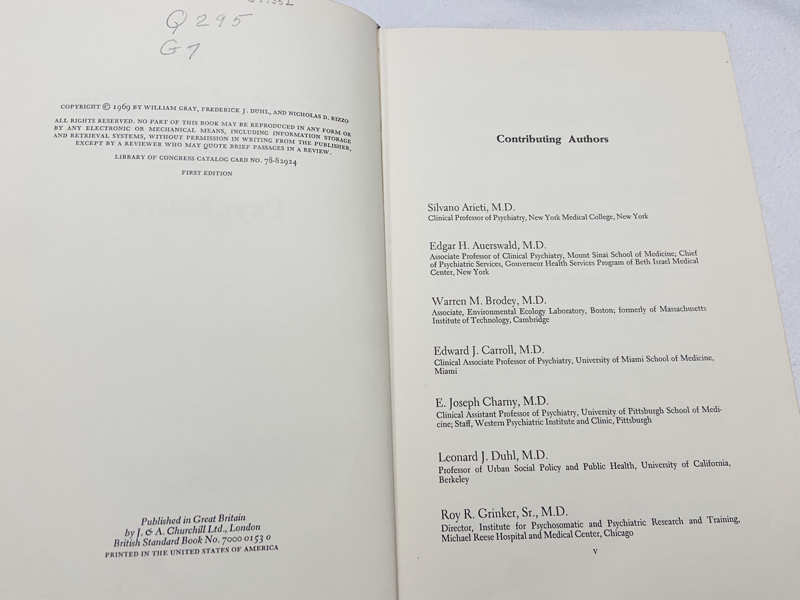 Q 295
G7
COPYRIGHT © 1969 BY WILLIAM GRAY, FREDERICK J. DUHL, AND NICHOLAS D. RIZZO
ALL RIGHTS RESERVED. NO PART OF THIS BOOK MAY BE REPRODUCED IN ANY FORM OR
BY ANY ELECTRONIC OR MECHANICAL MEANS, INCLUDING INFORMATION STORAGE
AND RETRIEVAL SYSTEMS, WITHOUT PERMISSION IN WRITING FROM THE PUBLISHER,
EXCEPT BY A REVIEWER WHO MAY QUOTE BRIEF PASSAGES IN A REVIEW.
LIBRARY OF CONGRESS CATALOG CARD NO. 78-82924
FIRST EDITION
Published in Great Britain
by J. & A. Churchill Ltd., London
British Standard Book No. 7000 0153 0
PRINTED IN THE UNITED STATES OF AMERICA
Contributing Authors
Silvano Arieti, M.D.
Clinical Professor of Psychiatry, New York Medical College, New York
Edgar H. Auerswald, M.D.
Associate Professor of Clinical Psychiatry, Mount Sinai School of Medicine; Chief
of Psychiatric Services, Gouverneur Health Services Program of Beth Israel Medical
Center, New York
Warren M. Brodey, M.D.
Associate, Environmental Ecology Laboratory, Boston; formerly of Massachusetts
Institute of Technology, Cambridge
Edward J. Carroll, M.D.
Clinical Associate Professor of Psychiatry, University of Miami School of Medicine,
Miami
E. Joseph Charny, M.D.
Clinical Assistant Professor of Psychiatry, University of Pittsburgh School of Medi-
cine; Staff, Western Psychiatric Institute and Clinic, Pittsburgh
Leonard J. Duhl, M.D.
Professor of Urban Social Policy and Public Health, University of California,
Berkeley
Roy R. Grinker, Sr., M.D.
Director, Institute for Psychosomatic and Psychiatric Research and Training,
Michael Reese Hospital and Medical Center, Chicago
v